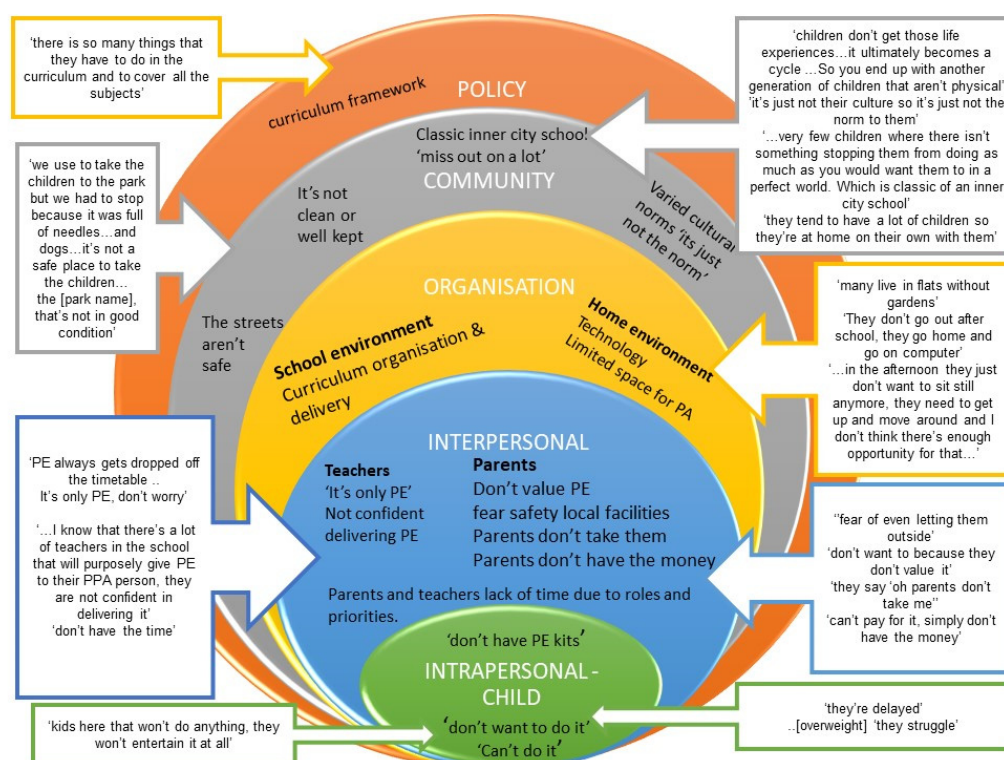 ‘there is so many things that
they have to do in the
curriculum and to cover all the
subjects’
‘we use to take the
children to the park
but we had to stop
because it was full
of needles…and
dogs…it’s not a
safe place to take
the children…
the [park name],
that’s not in good
condition’
‘PE always gets dropped off
the timetable ..
It’s only PE, don’t worry’
‘…I know that there’s a lot
of teachers in the school
that will purposely give PE
to their PPA person, they
are not confident in
delivering it’
‘don’t have the time’
‘kids here that won’t do anything, they
won’t entertain it at all’
curriculum framework
POLICY
Classic inner city school!
‘miss out on a lot’
COMMUNITY
It’s not
clean or
well kept
Varied cultural
norms ‘its just
not the norm’
The streets
aren’t
safe
ORGANISATION
School environment
Curriculum organisation &
delivery
Home environment
Technology
Limited space for PA
INTERPERSONAL
Teachers
‘It’s only PE’
Not confident
delivering PE
Parents
Don’t value PE
fear safety local facilities
Parents don’t take them
Parents don’t have the money
Parents and teachers lack of time due to roles and
priorities.
‘don’t have PE kits’
INTRAPERSONAL -
CHILD
‘don’t want to do it’
‘Can’t do it’
‘children don’t get those life
experiences…it ultimately becomes a
cycle …So you end up with another
generation of children that aren’t physical’
‘it’s just not their culture so it’s just not the
norm to them’
‘…very few children where there isn’t
something stopping them from doing as
much as you would want them to in a
perfect world. Which is classic of an inner
city school’
‘they tend to have a lot of children so
they’re at home on their own with them’
‘many live in flats without
gardens’
‘They don’t go out after
school, they go home and
go on computer’
‘…in the afternoon they just
don’t want to sit still
anymore, they need to get
up and move around and I
don’t think there’s enough
opportunity for that…’
‘’fear of even letting them
outside’
‘don’t want to because they
don’t value it’
‘they say ‘oh parents don’t
take me’’
‘can’t pay for it, simply don’t
have the money’
‘they’re delayed’
..[overweight] ‘they struggle’